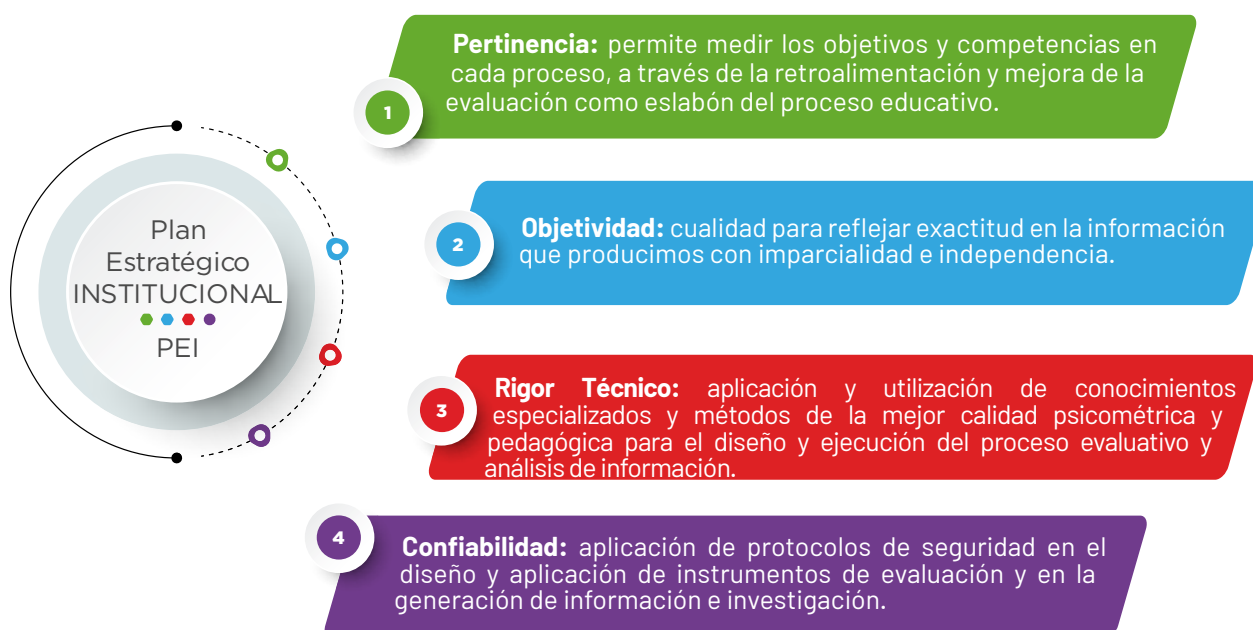 Plan
Estratégico
INSTITUCIONAL
PEI
1
Pertinencia: permite medir los objetivos y competencias en
cada proceso, a través de la retroalimentación y mejora de la
evaluación como eslabón del proceso educativo.
2
Objetividad: cualidad para reflejar exactitud en la información
que producimos con imparcialidad e independencia.
3
Rigor Técnico: aplicación y utilización de conocimientos
especializados y métodos de la mejor calidad psicométrica y
pedagógica para el diseño y ejecución del proceso evaluativo y
análisis de información.
4
Confiabilidad: aplicación de protocolos de seguridad en el
diseño y aplicación de instrumentos de evaluación y en la
generación de información e investigación.